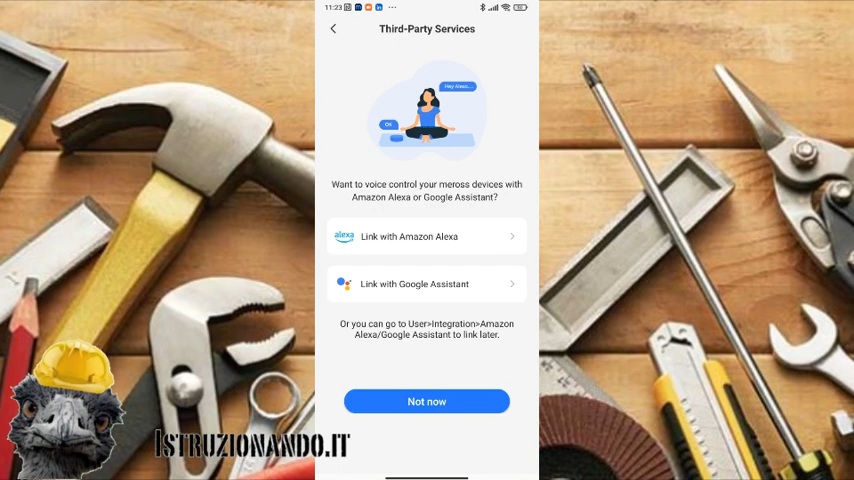 11:23
Third-Party Services
Hey Alexa...
OK
Want to voice control your meross devices with
Amazon Alexa or Google Assistant?
alexa
Link with Amazon Alexa
Link with Google Assistant
Or you can go to User>Integration>Amazon
Alexa/Google Assistant to link later.
Not now
Istruzionando.it